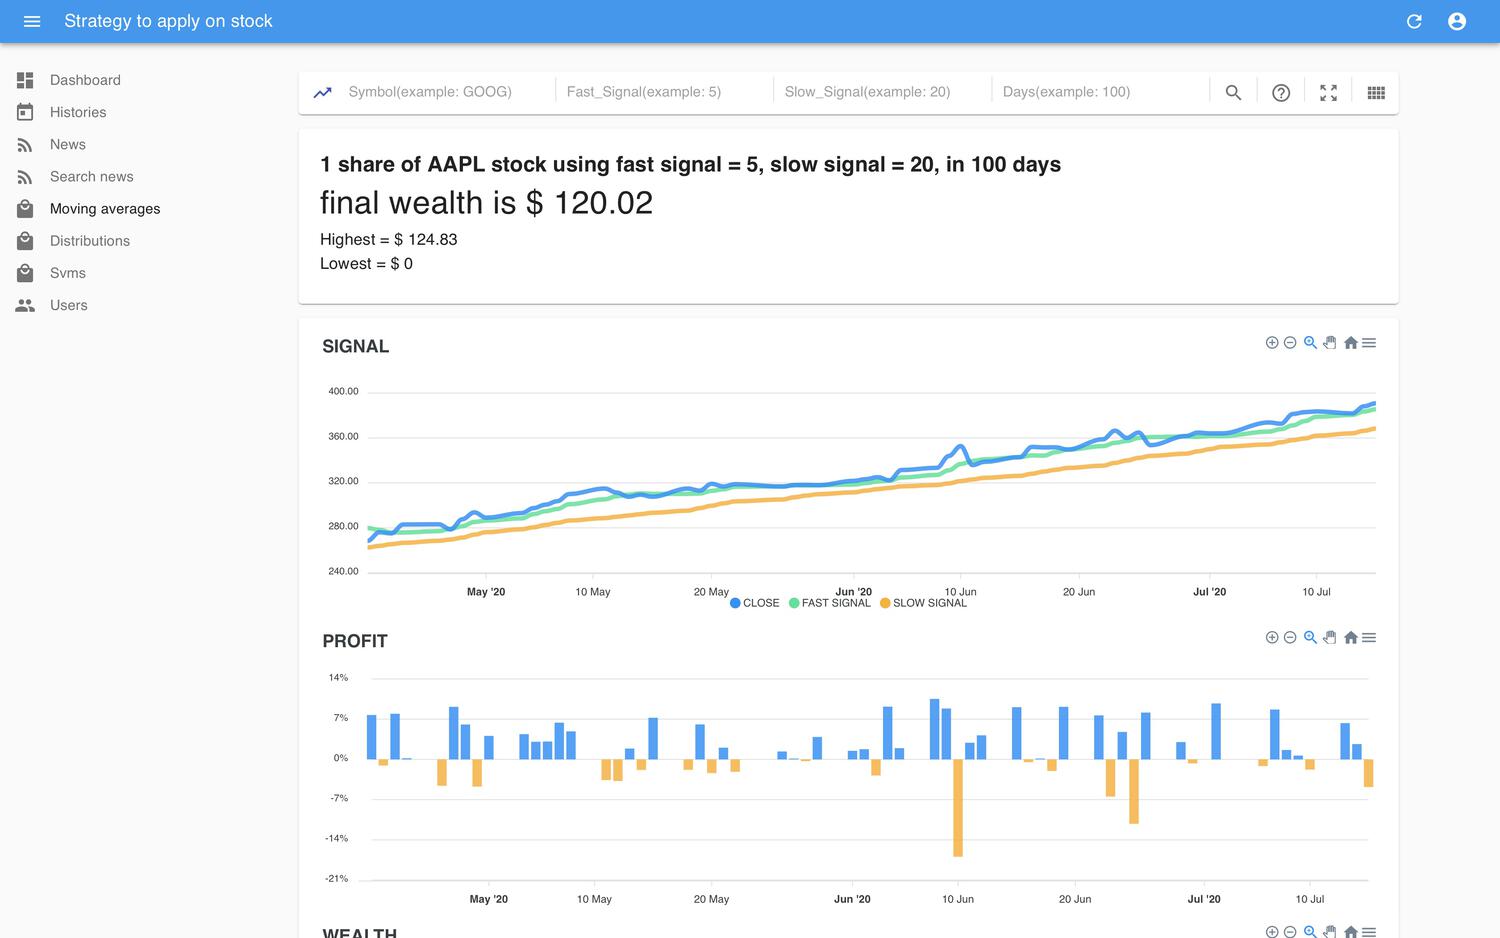 Strategy to apply on stock
Dashboard
Histories
News
Search news
Moving averages
Distributions
Svms
Users
Symbol(example: GOOG) Fast_Signal(example: 5) Slow_Signal(example: 20) Days(example: 100)
1 share of AAPL stock using fast signal = 5, slow signal = 20, in 100 days
final wealth is $ 120.02
Highest = $ 124.83
Lowest = $ 0
SIGNAL
400.00
360.00
320.00
280.00
240.00
May '20 10 May 20 May Jun '20 10 Jun 20 Jun Jul '20 10 Jul
CLOSE FAST SIGNAL SLOW SIGNAL
PROFIT
14%
7%
0%
-7%
-14%
-21%
May '20 10 May 20 May Jun '20 10 Jun 20 Jun Jul '20 10 Jul
WEALTH